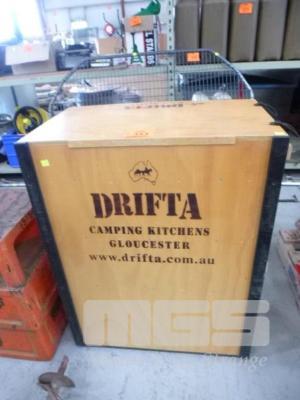 DRIFTA
CAMPING KITCHENS
GLOUCESTER
www.drifta.com.au
MGS